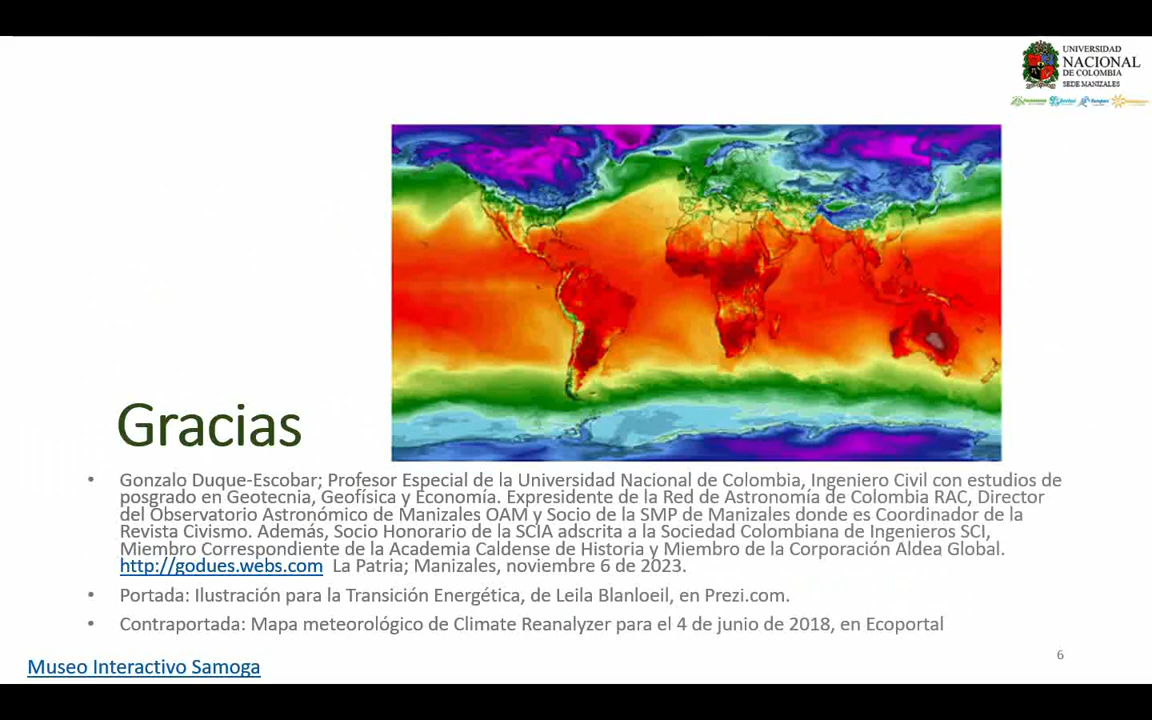 UNIVERSIDAD
NACIONAL
DE COLOMBIA
SEDE MANIZALES
Gracias
• Gonzalo Duque-Escobar; Profesor Especial de la Universidad Nacional de Colombia, Ingeniero Civil con estudios de
posgrado en Geotecnia, Geofísica y Economía. Expresidente de la Red de Astronomía de Colombia RAC, Director
del Observatorio Astronómico de Manizales OAM y Socio de la SMP de Manizales donde es Coordinador de la
Revista Civismo. Además, Socio Honorario de la SCIA adscrita a la Sociedad Colombiana de Ingenieros SCI,
Miembro Correspondiente de la Academia Caldense de Historia y Miembro de la Corporación Aldea Global.
http://godues.webs.com La Patria; Manizales, noviembre 6 de 2023.
• Portada: Ilustración para la Transición Energética, de Leila Blanloeil, en Prezi.com.
• Contraportada: Mapa meteorológico de Climate Reanalyzer para el 4 de junio de 2018, en Ecoportal
6
Museo Interactivo Samoga